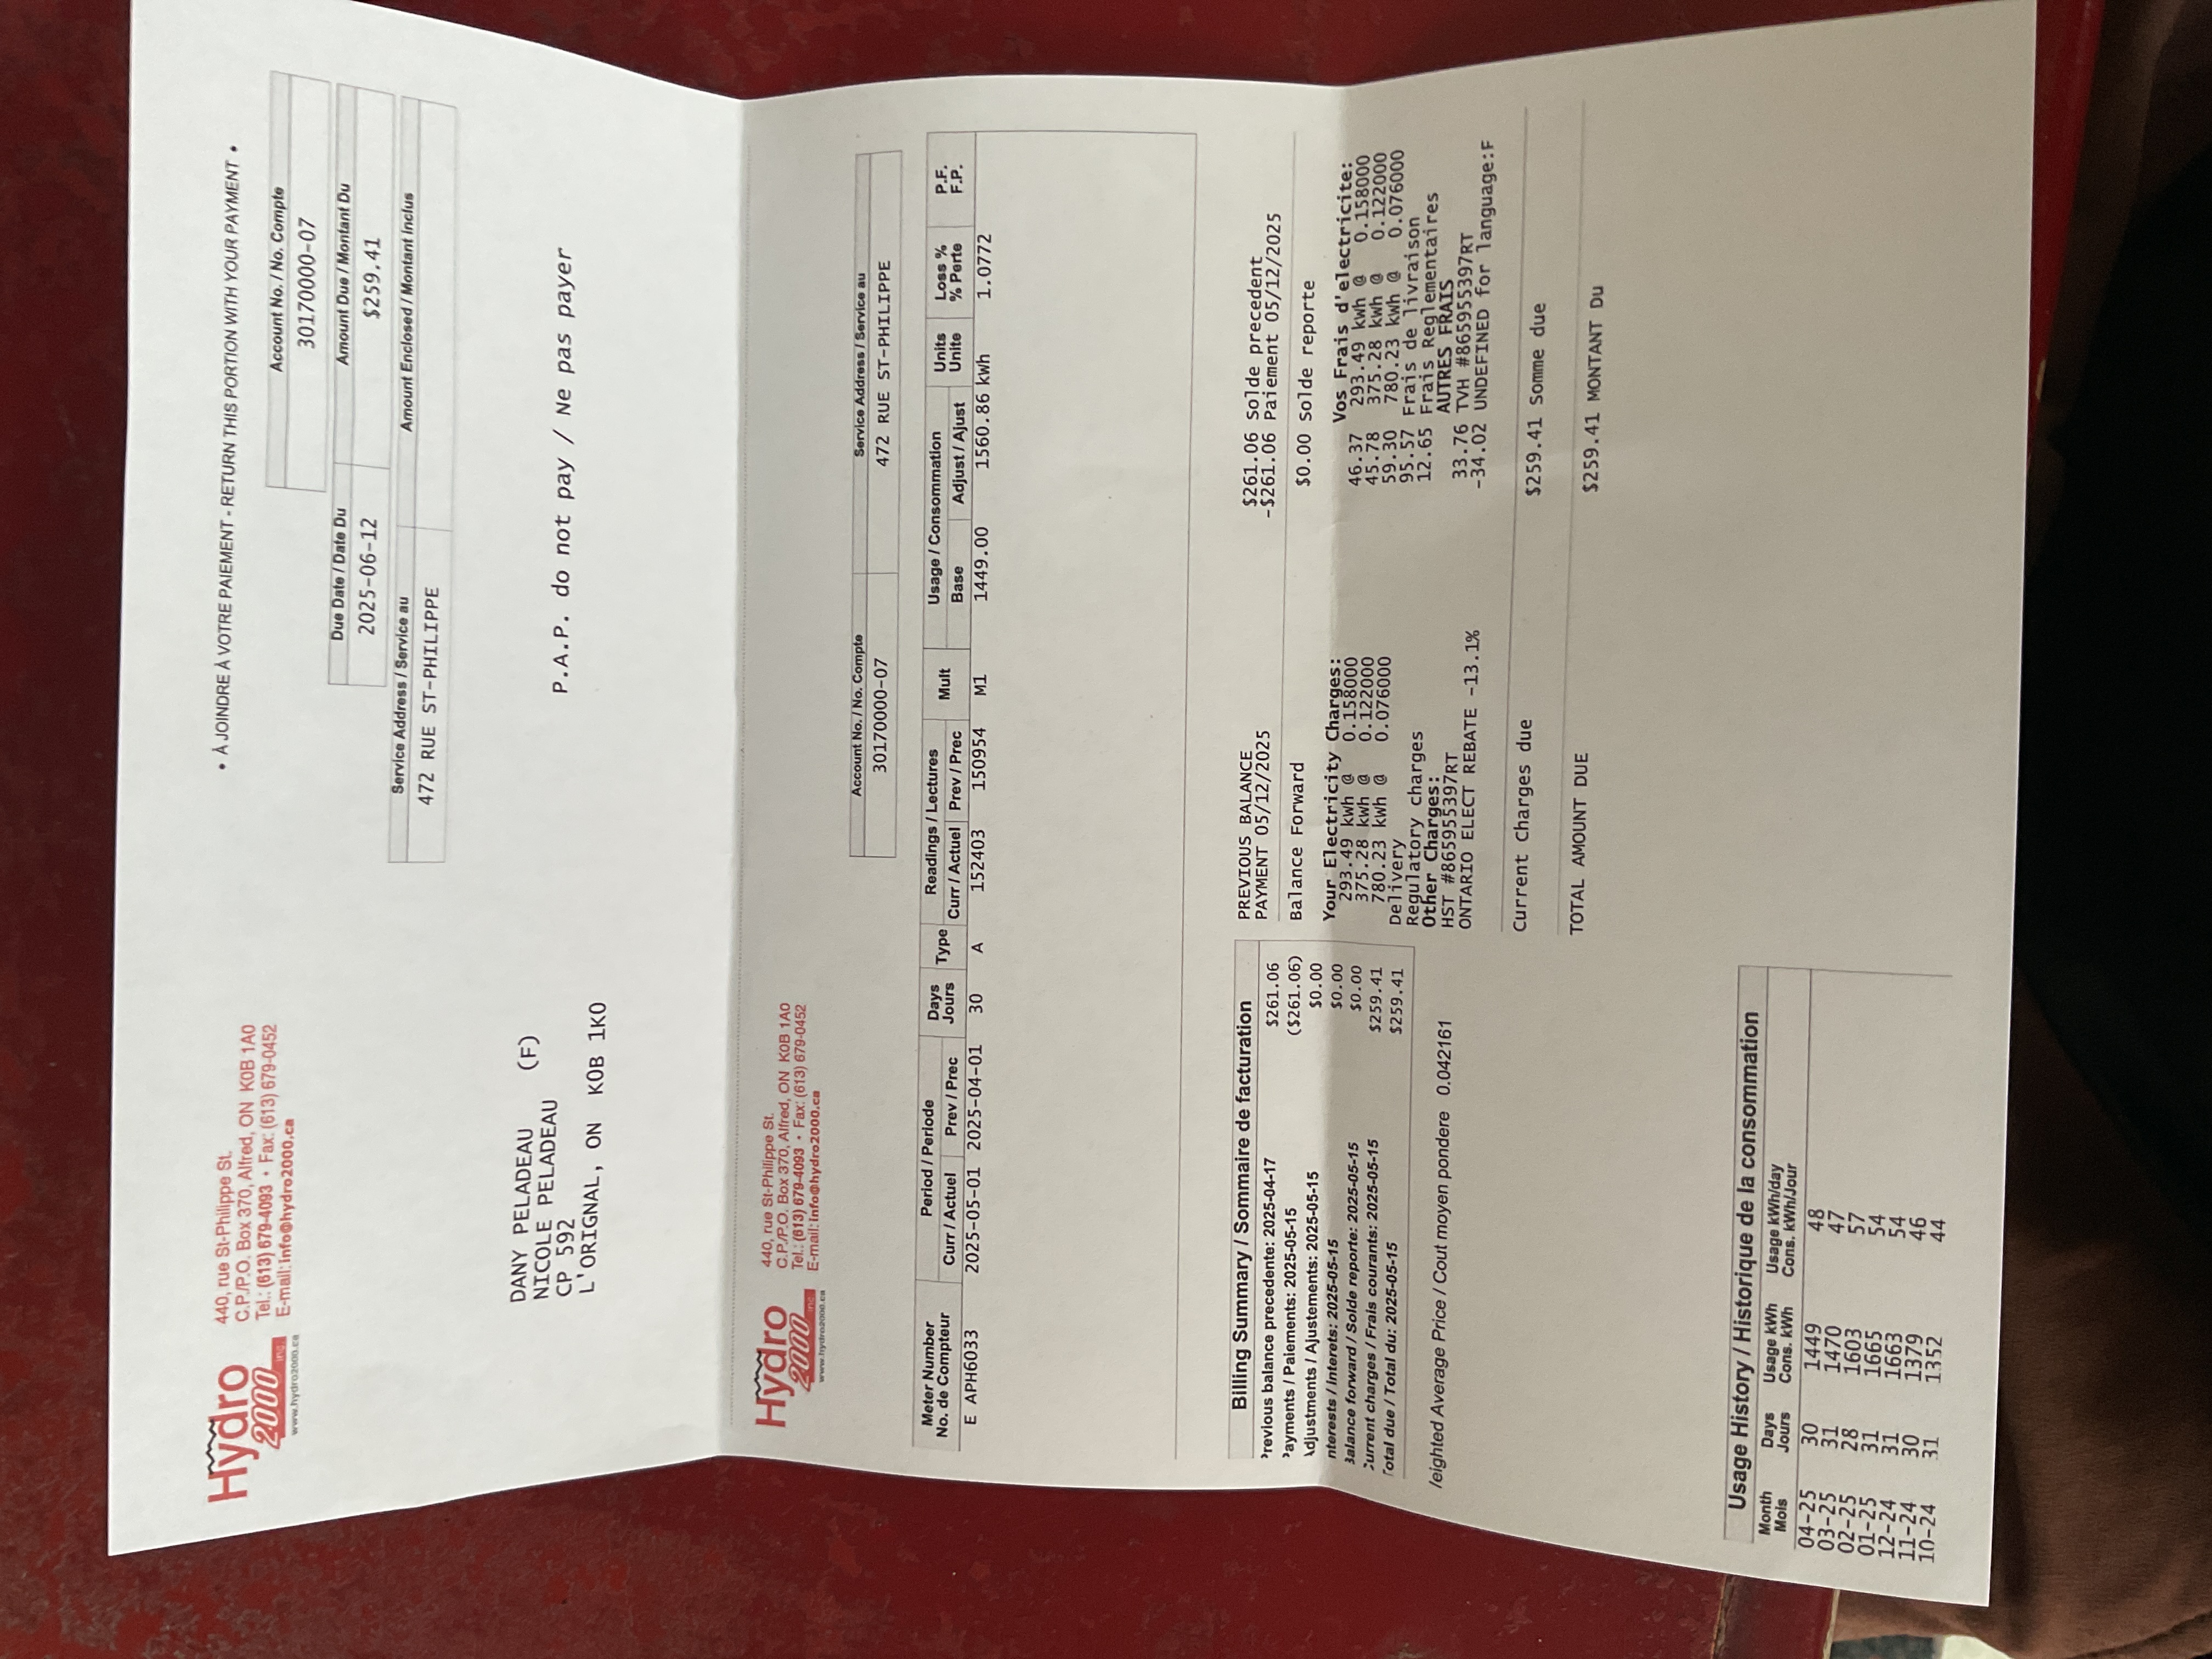 Hydro
2000 inc.
www.hydro2000.ca
440, rue St-Philippe St.
C.P./P.O. Box 370, Alfred, ON K0B 1A0
Tel.: (613) 679-4093 • Fax: (613) 679-0452
E-mail: info@hydro2000.ca
• À JOINDRE À VOTRE PAIEMENT - RETURN THIS PORTION WITH YOUR PAYMENT •
Account No. / No. Compte
30170000-07
Due Date / Date Du Amount Due / Montant Du
2025-06-12 $259.41
Service Address / Service au Amount Enclosed / Montant inclus
472 RUE ST-PHILIPPE
DANY PELADEAU (F)
NICOLE PELADEAU
CP 592
L'ORIGNAL, ON K0B 1K0
P.A.P. do not pay / Ne pas payer
Hydro
2000 inc.
www.hydro2000.ca
440, rue St-Philippe St.
C.P./P.O. Box 370, Alfred, ON K0B 1A0
Tel.: (613) 679-4093 • Fax: (613) 679-0452
E-mail: info@hydro2000.ca
Account No. / No. Compte Service Address / Service au
30170000-07 472 RUE ST-PHILIPPE
Meter Number Period / Periode Days Type Readings / Lectures Mult Usage / Consommation Units Loss % P.F.
No. de Compteur Curr / Actuel Prev / Prec Jours Curr / Actuel Prev / Prec Base Adjust / Ajust Unite % Perte F.P.
E APH6033 2025-05-01 2025-04-01 30 A 152403 150954 M1 1449.00 1560.86 kWh 1.0772
Billing Summary / Sommaire de facturation
revious balance precedente: 2025-04-17 $261.06
ayments / Paiements: 2025-05-15 ($261.06)
djustments / Ajustements: 2025-05-15 $0.00
nterests / Interets: 2025-05-15 $0.00
alance forward / Solde reporte: 2025-05-15 $0.00
urrent charges / Frais courants: 2025-05-15 $259.41
otal due / Total du: 2025-05-15 $259.41
eighted Average Price / Cout moyen pondere 0.042161
PREVIOUS BALANCE $261.06 Solde precedent
PAYMENT 05/12/2025 -$261.06 Paiement 05/12/2025
Balance Forward $0.00 Solde reporte
Your Electricity Charges: Vos Frais d'electricite:
293.49 kWh @ 0.158000 46.37 293.49 kWh @ 0.158000
375.28 kWh @ 0.122000 45.78 375.28 kWh @ 0.122000
780.23 kWh @ 0.076000 59.30 780.23 kWh @ 0.076000
Delivery 95.57 Frais de livraison
Regulatory charges 12.65 Frais Reglementaires
Other Charges: AUTRES FRAIS
HST #865955397RT 33.76 TVH #865955397RT
ONTARIO ELECT REBATE -13.1% -34.02 UNDEFINED for language:F
Current Charges due $259.41 Somme due
TOTAL AMOUNT DUE $259.41 MONTANT Du
Usage History / Historique de la consommation
Month Days Usage kWh Usage kWh/day
Mois Jours Cons. kWh Cons. kWh/Jour
04-25 30 1449 48
03-25 31 1470 47
02-25 28 1603 57
01-25 31 1665 54
12-24 31 1663 54
11-24 30 1379 46
10-24 31 1352 44